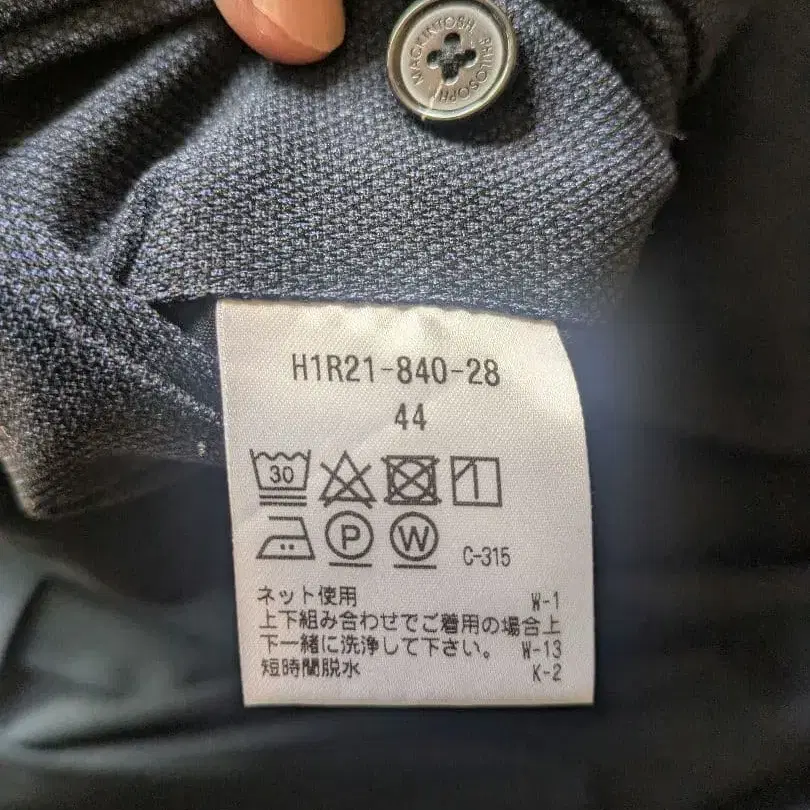 MACKINTOSH PHILOSOPHY
H1R21-840-28
44
30
P W C-315
ネット使用 W-1
上下組み合わせでご着用の場合上
下一緒に洗浄して下さい。 W-13
短時間脱水 K-2